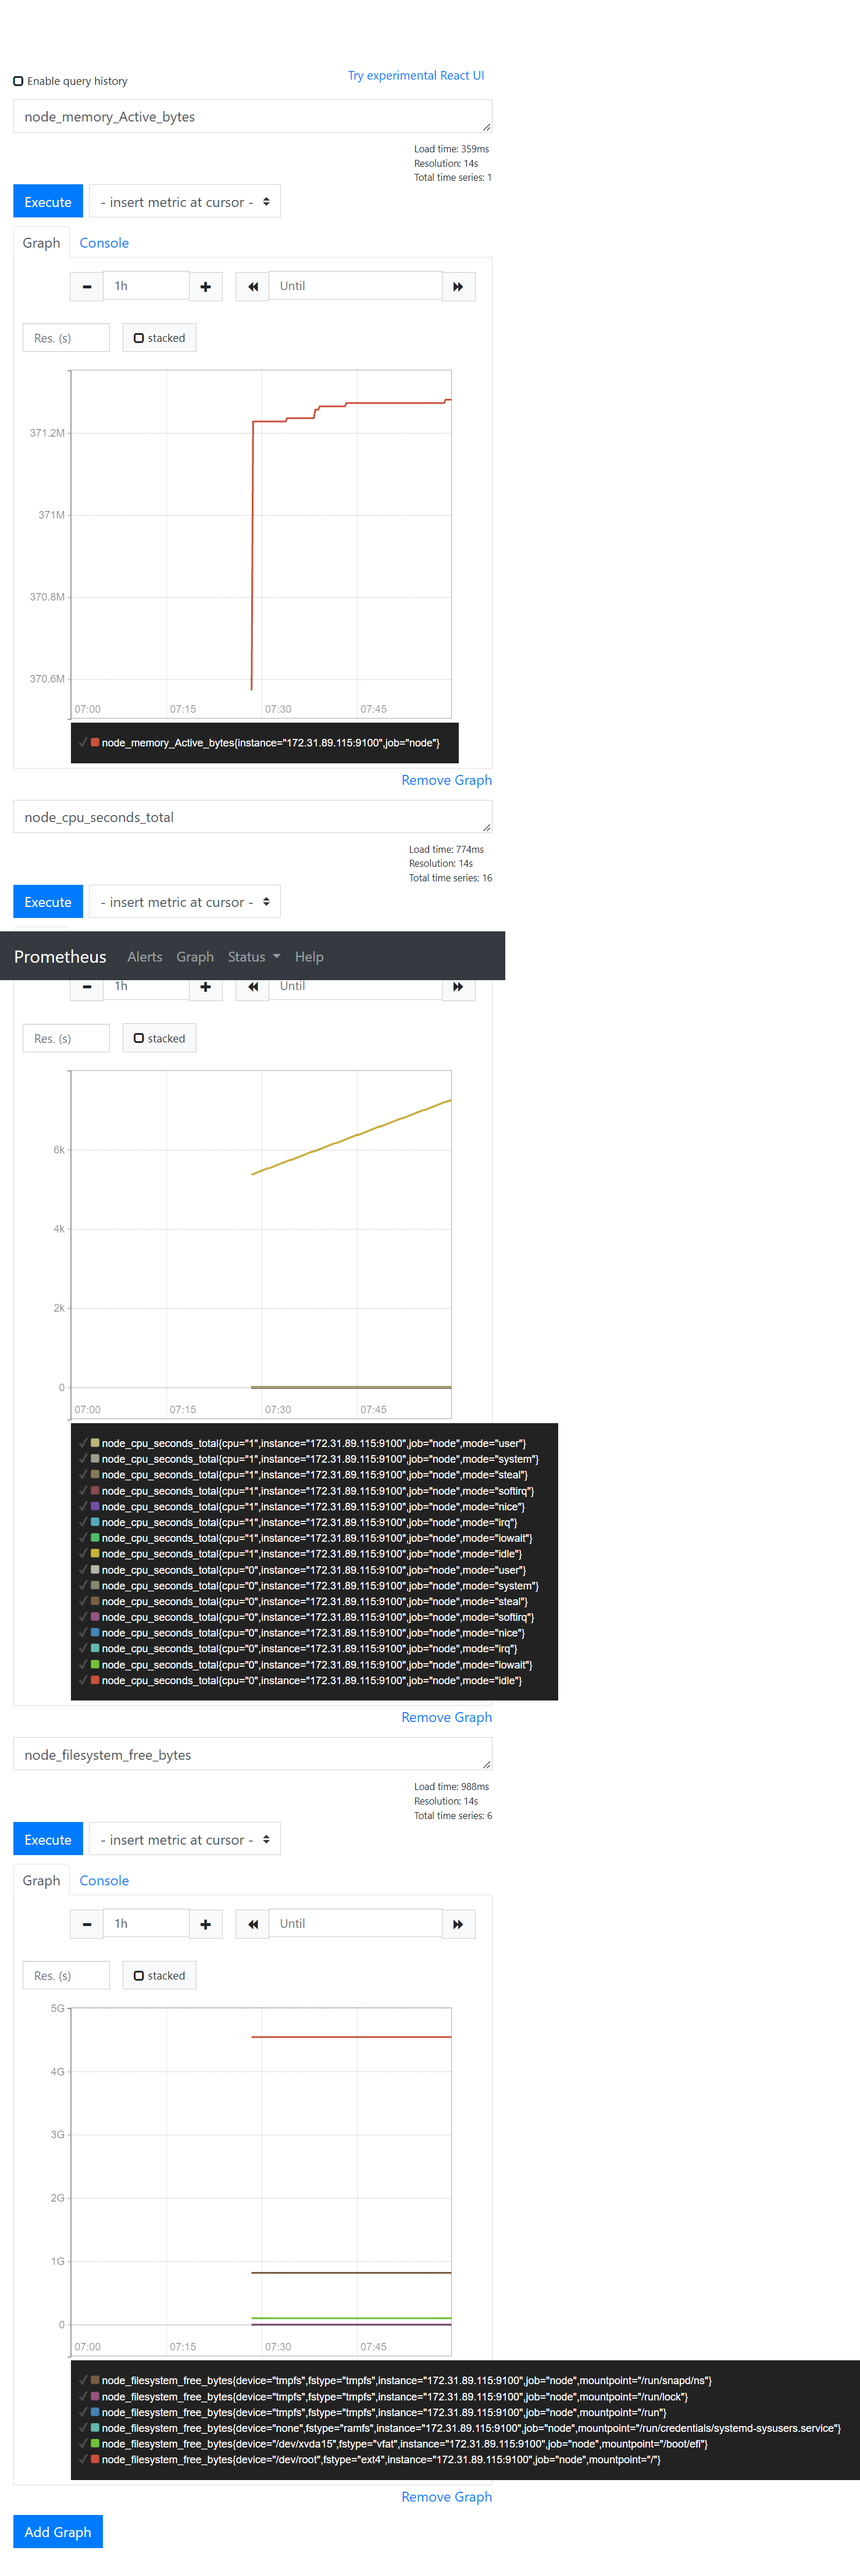 Enable query history
Try experimental React UI
node_memory_Active_bytes
Load time: 359ms
Resolution: 14s
Total time series: 1
Execute
- insert metric at cursor -
Graph
Console
1h
Until
Res. (s)
stacked
371.2M
371M
370.8M
370.6M
07:00
07:15
07:30
07:45
node_memory_Active_bytes{instance="172.31.89.115:9100",job="node"}
Remove Graph
node_cpu_seconds_total
Load time: 774ms
Resolution: 14s
Total time series: 16
Execute
- insert metric at cursor -
Prometheus
Alerts
Graph
Status
Help
1h
Until
Res. (s)
stacked
6k
4k
2k
0
07:00
07:15
07:30
07:45
node_cpu_seconds_total{cpu="1",instance="172.31.89.115:9100",job="node",mode="user"}
node_cpu_seconds_total{cpu="1",instance="172.31.89.115:9100",job="node",mode="system"}
node_cpu_seconds_total{cpu="1",instance="172.31.89.115:9100",job="node",mode="steal"}
node_cpu_seconds_total{cpu="1",instance="172.31.89.115:9100",job="node",mode="softirq"}
node_cpu_seconds_total{cpu="1",instance="172.31.89.115:9100",job="node",mode="nice"}
node_cpu_seconds_total{cpu="1",instance="172.31.89.115:9100",job="node",mode="irq"}
node_cpu_seconds_total{cpu="1",instance="172.31.89.115:9100",job="node",mode="iowait"}
node_cpu_seconds_total{cpu="1",instance="172.31.89.115:9100",job="node",mode="idle"}
node_cpu_seconds_total{cpu="0",instance="172.31.89.115:9100",job="node",mode="user"}
node_cpu_seconds_total{cpu="0",instance="172.31.89.115:9100",job="node",mode="system"}
node_cpu_seconds_total{cpu="0",instance="172.31.89.115:9100",job="node",mode="steal"}
node_cpu_seconds_total{cpu="0",instance="172.31.89.115:9100",job="node",mode="softirq"}
node_cpu_seconds_total{cpu="0",instance="172.31.89.115:9100",job="node",mode="nice"}
node_cpu_seconds_total{cpu="0",instance="172.31.89.115:9100",job="node",mode="irq"}
node_cpu_seconds_total{cpu="0",instance="172.31.89.115:9100",job="node",mode="iowait"}
node_cpu_seconds_total{cpu="0",instance="172.31.89.115:9100",job="node",mode="idle"}
Remove Graph
node_filesystem_free_bytes
Load time: 988ms
Resolution: 14s
Total time series: 6
Execute
- insert metric at cursor -
Graph
Console
1h
Until
Res. (s)
stacked
5G
4G
3G
2G
1G
0
07:00
07:15
07:30
07:45
node_filesystem_free_bytes{device="tmpfs",fstype="tmpfs",instance="172.31.89.115:9100",job="node",mountpoint="/run/snapd/ns"}
node_filesystem_free_bytes{device="tmpfs",fstype="tmpfs",instance="172.31.89.115:9100",job="node",mountpoint="/run/lock"}
node_filesystem_free_bytes{device="tmpfs",fstype="tmpfs",instance="172.31.89.115:9100",job="node",mountpoint="/run"}
node_filesystem_free_bytes{device="none",fstype="ramfs",instance="172.31.89.115:9100",job="node",mountpoint="/run/credentials/systemd-sysusers.service"}
node_filesystem_free_bytes{device="/dev/xvda15",fstype="vfat",instance="172.31.89.115:9100",job="node",mountpoint="/boot/efi"}
node_filesystem_free_bytes{device="/dev/root",fstype="ext4",instance="172.31.89.115:9100",job="node",mountpoint="/"}
Remove Graph
Add Graph